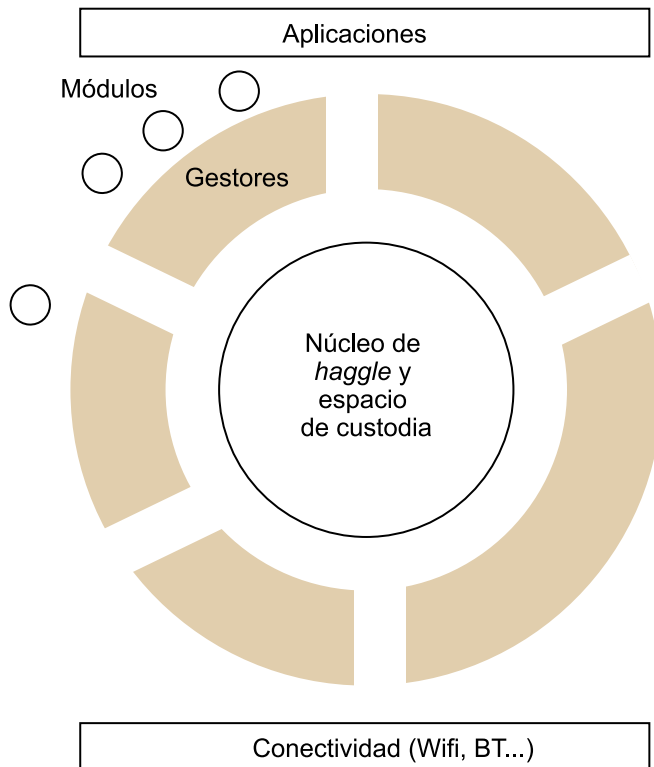 Aplicaciones
Módulos
Gestores
Núcleo de
haggle y
espacio
de custodia
Conectividad (Wifi, BT...)